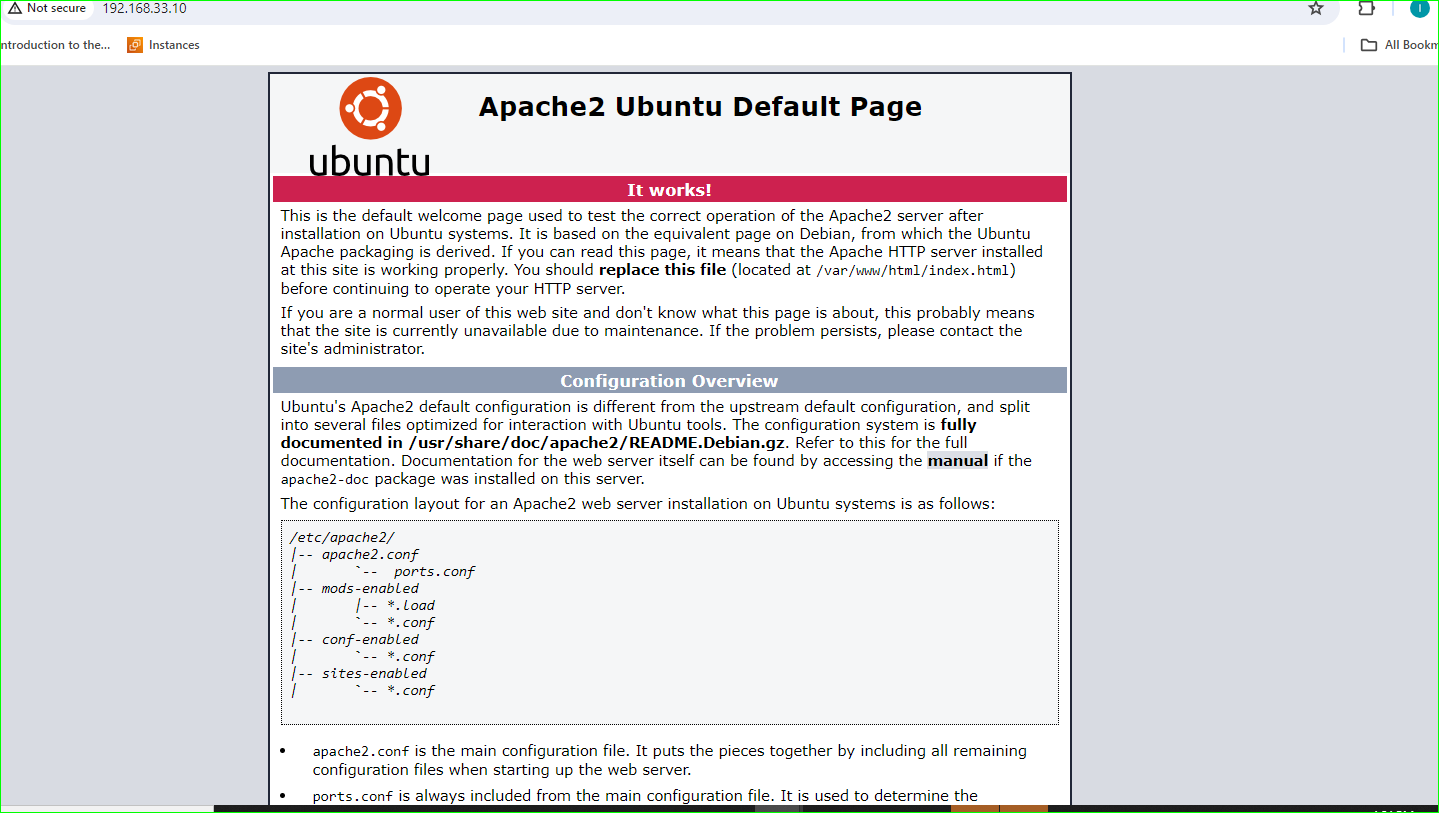 Not secure 192.168.33.10
ntroduction to the... Instances All Bookm
ubuntu
Apache2 Ubuntu Default Page
It works!
This is the default welcome page used to test the correct operation of the Apache2 server after
installation on Ubuntu systems. It is based on the equivalent page on Debian, from which the Ubuntu
Apache packaging is derived. If you can read this page, it means that the Apache HTTP server installed
at this site is working properly. You should replace this file (located at /var/www/html/index.html)
before continuing to operate your HTTP server.
If you are a normal user of this web site and don't know what this page is about, this probably means
that the site is currently unavailable due to maintenance. If the problem persists, please contact the
site's administrator.
Configuration Overview
Ubuntu's Apache2 default configuration is different from the upstream default configuration, and split
into several files optimized for interaction with Ubuntu tools. The configuration system is fully
documented in /usr/share/doc/apache2/README.Debian.gz. Refer to this for the full
documentation. Documentation for the web server itself can be found by accessing the manual if the
apache2-doc package was installed on this server.
The configuration layout for an Apache2 web server installation on Ubuntu systems is as follows:
/etc/apache2/
|-- apache2.conf
|       `--  ports.conf
|-- mods-enabled
|       |-- *.load
|       `-- *.conf
|-- conf-enabled
|       `-- *.conf
|-- sites-enabled
|       `-- *.conf
• apache2.conf is the main configuration file. It puts the pieces together by including all remaining
configuration files when starting up the web server.
• ports.conf is always included from the main configuration file. It is used to determine the